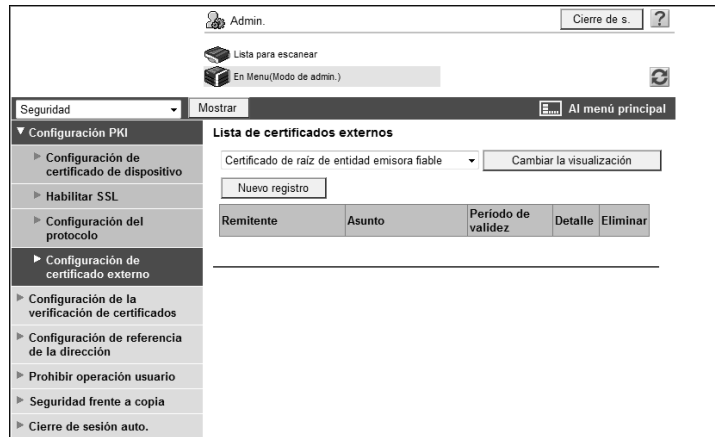 Admin.
Cierre de s.
?
Lista para escanear
En Menu(Modo de admin.)
Seguridad
Mostrar
Al menú principal
Configuración PKI
Configuración de
certificado de dispositivo
Habilitar SSL
Configuración del
protocolo
Configuración de
certificado externo
Configuración de la
verificación de certificados
Configuración de referencia
de la dirección
Prohibir operación usuario
Seguridad frente a copia
Cierre de sesión auto.
Lista de certificados externos
Certificado de raíz de entidad emisora fiable
Cambiar la visualización
Nuevo registro
Remitente
Asunto
Período de
validez
Detalle
Eliminar